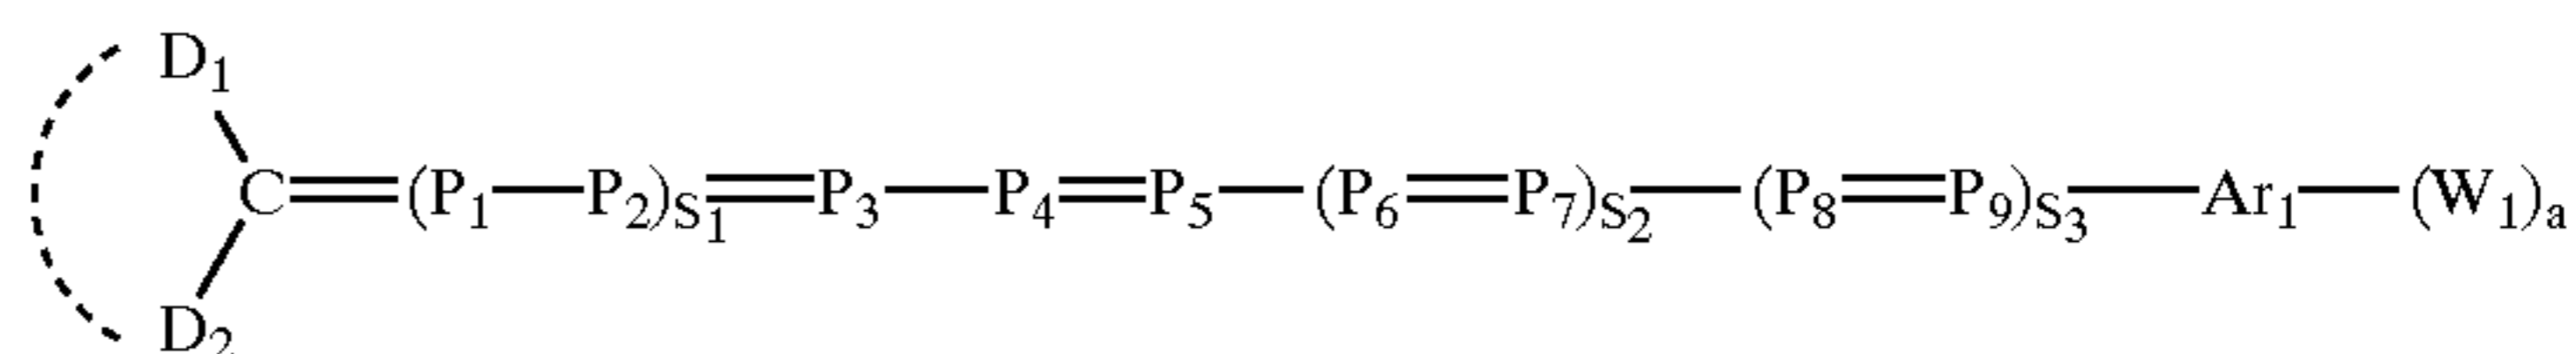 D₁
C=(P₁—P₂)S₁=P₃—P₄=P₅—(P₆=P₇)S₂—(P₈=P₉)S₃—Ar₁—(W₁)ₐ
D₂